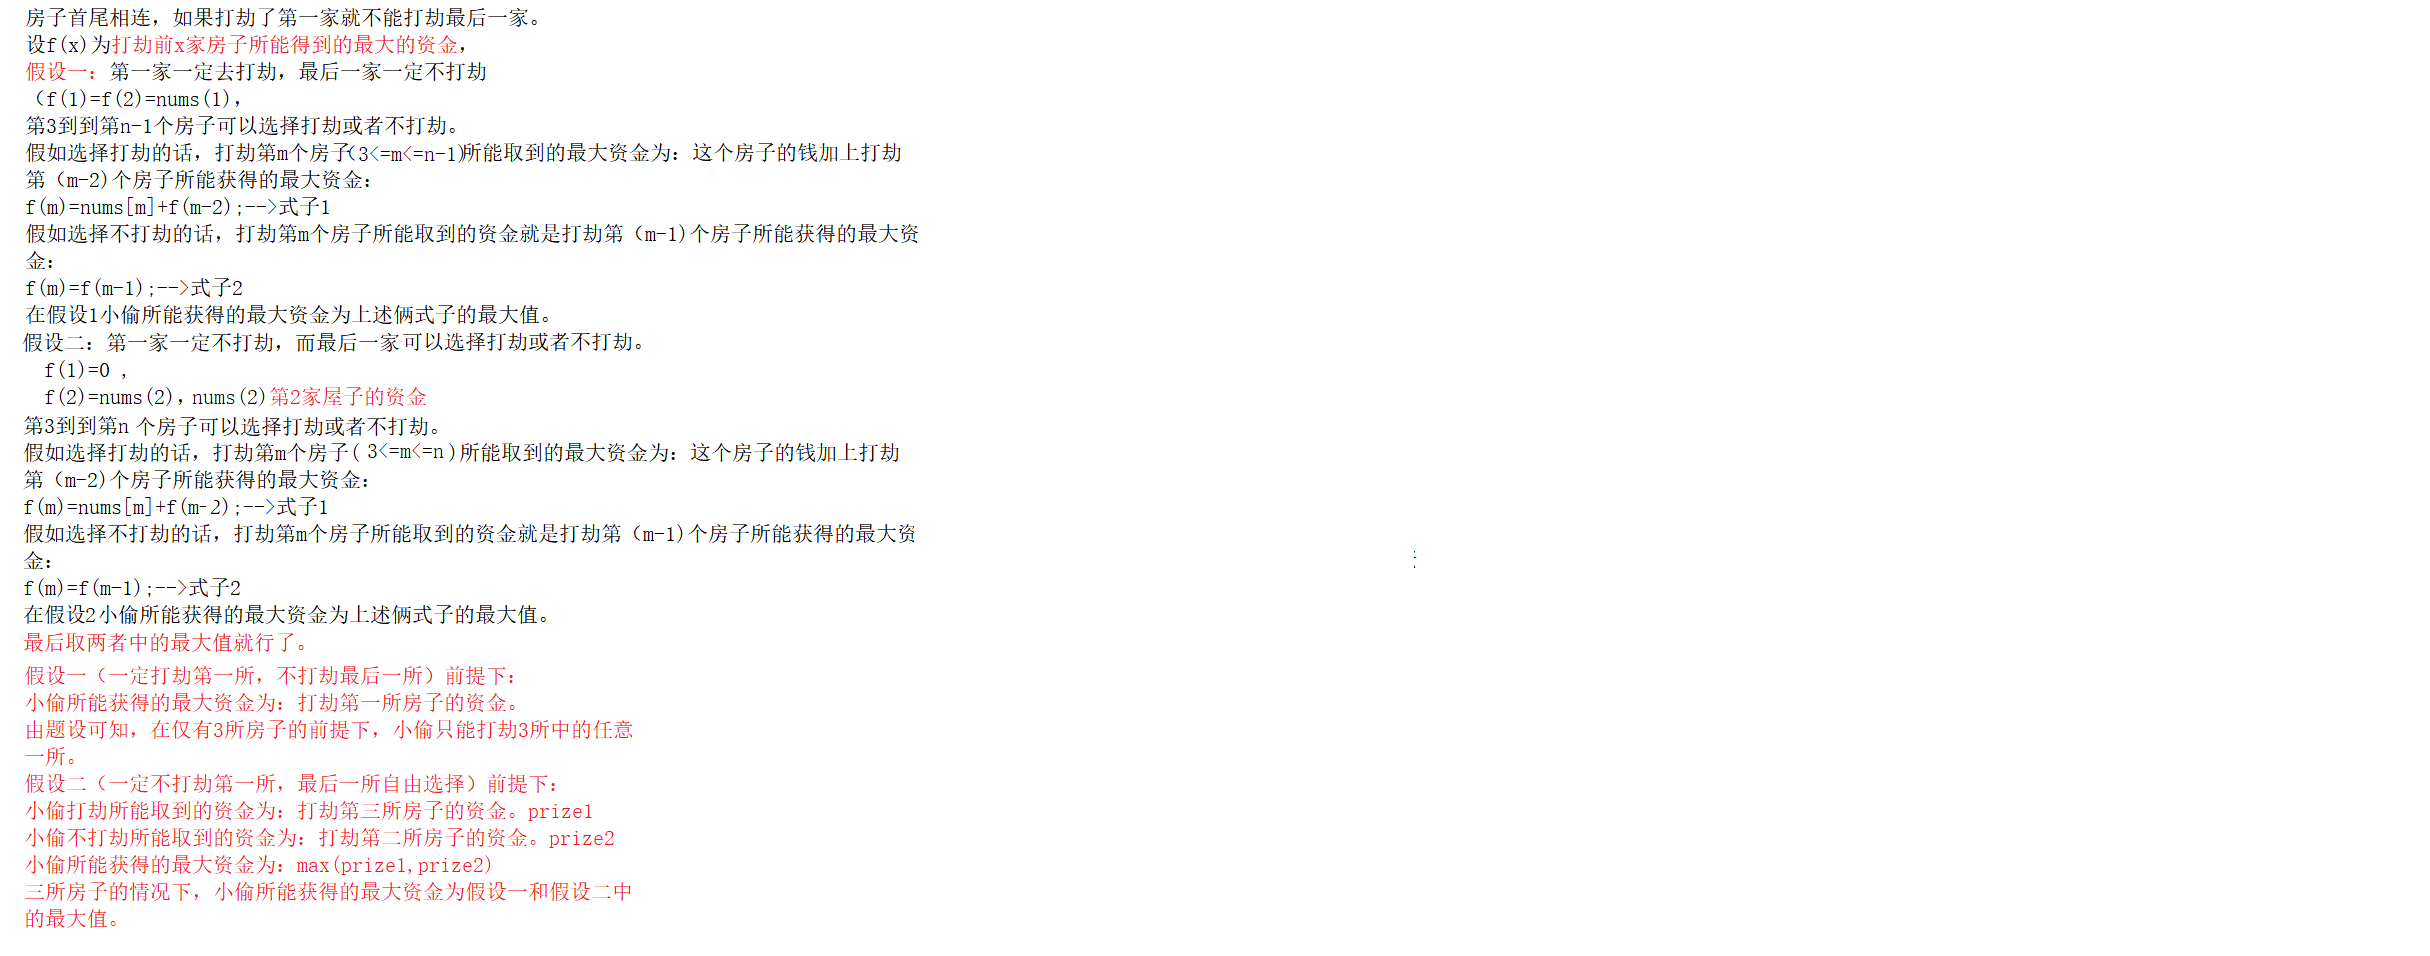 房子首尾相连，如果打劫了第一家就不能打劫最后一家。
设f(x)为打劫前x家房子所能得到的最大的资金，
假设一：第一家一定去打劫，最后一家一定不打劫
（f(1)=f(2)=nums(1)，
第3到到第n-1个房子可以选择打劫或者不打劫。
假如选择打劫的话，打劫第m个房子(3<=m<=n-1)所能取到的最大资金为：这个房子的钱加上打劫
第（m-2)个房子所能获得的最大资金：
f(m)=nums[m]+f(m-2);-->式子1
假如选择不打劫的话，打劫第m个房子所能取到的资金就是打劫第（m-1)个房子所能获得的最大资
金：
f(m)=f(m-1);-->式子2
在假设1小偷所能获得的最大资金为上述俩式子的最大值。
假设二：第一家一定不打劫，而最后一家可以选择打劫或者不打劫。
f(1)=0 ,
f(2)=nums(2)，nums(2)第2家屋子的资金
第3到到第n 个房子可以选择打劫或者不打劫。
假如选择打劫的话，打劫第m个房子( 3<=m<=n )所能取到的最大资金为：这个房子的钱加上打劫
第（m-2)个房子所能获得的最大资金：
f(m)=nums[m]+f(m-2);-->式子1
假如选择不打劫的话，打劫第m个房子所能取到的资金就是打劫第（m-1)个房子所能获得的最大资
金：
f(m)=f(m-1);-->式子2
在假设2小偷所能获得的最大资金为上述俩式子的最大值。
最后取两者中的最大值就行了。
假设一（一定打劫第一所，不打劫最后一所）前提下：
小偷所能获得的最大资金为：打劫第一所房子的资金。
由题设可知，在仅有3所房子的前提下，小偷只能打劫3所中的任意
一所。
假设二（一定不打劫第一所，最后一所自由选择）前提下：
小偷打劫所能取到的资金为：打劫第三所房子的资金。prize1
小偷不打劫所能取到的资金为：打劫第二所房子的资金。prize2
小偷所能获得的最大资金为：max(prize1,prize2)
三所房子的情况下，小偷所能获得的最大资金为假设一和假设二中
的最大值。